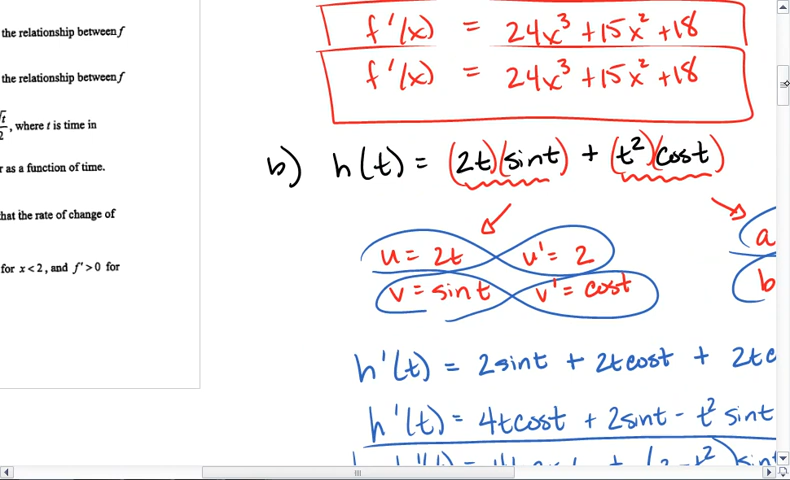 the relationship between f
the relationship between f
, where t is time in
r as a function of time.
hat the rate of change of
for x < 2, and f' > 0 for
f'(x) = 24x³ + 15x² + 18
f'(x) = 24x³ + 15x² + 18
b) h(t) = (2t)(sint) + (t²)(cost)
u = 2t u' = 2
v = sint v' = cost
a
b
h'(t) = 2sint + 2tcost + 2tc
h'(t) = 4tcost + 2sint - t² sint